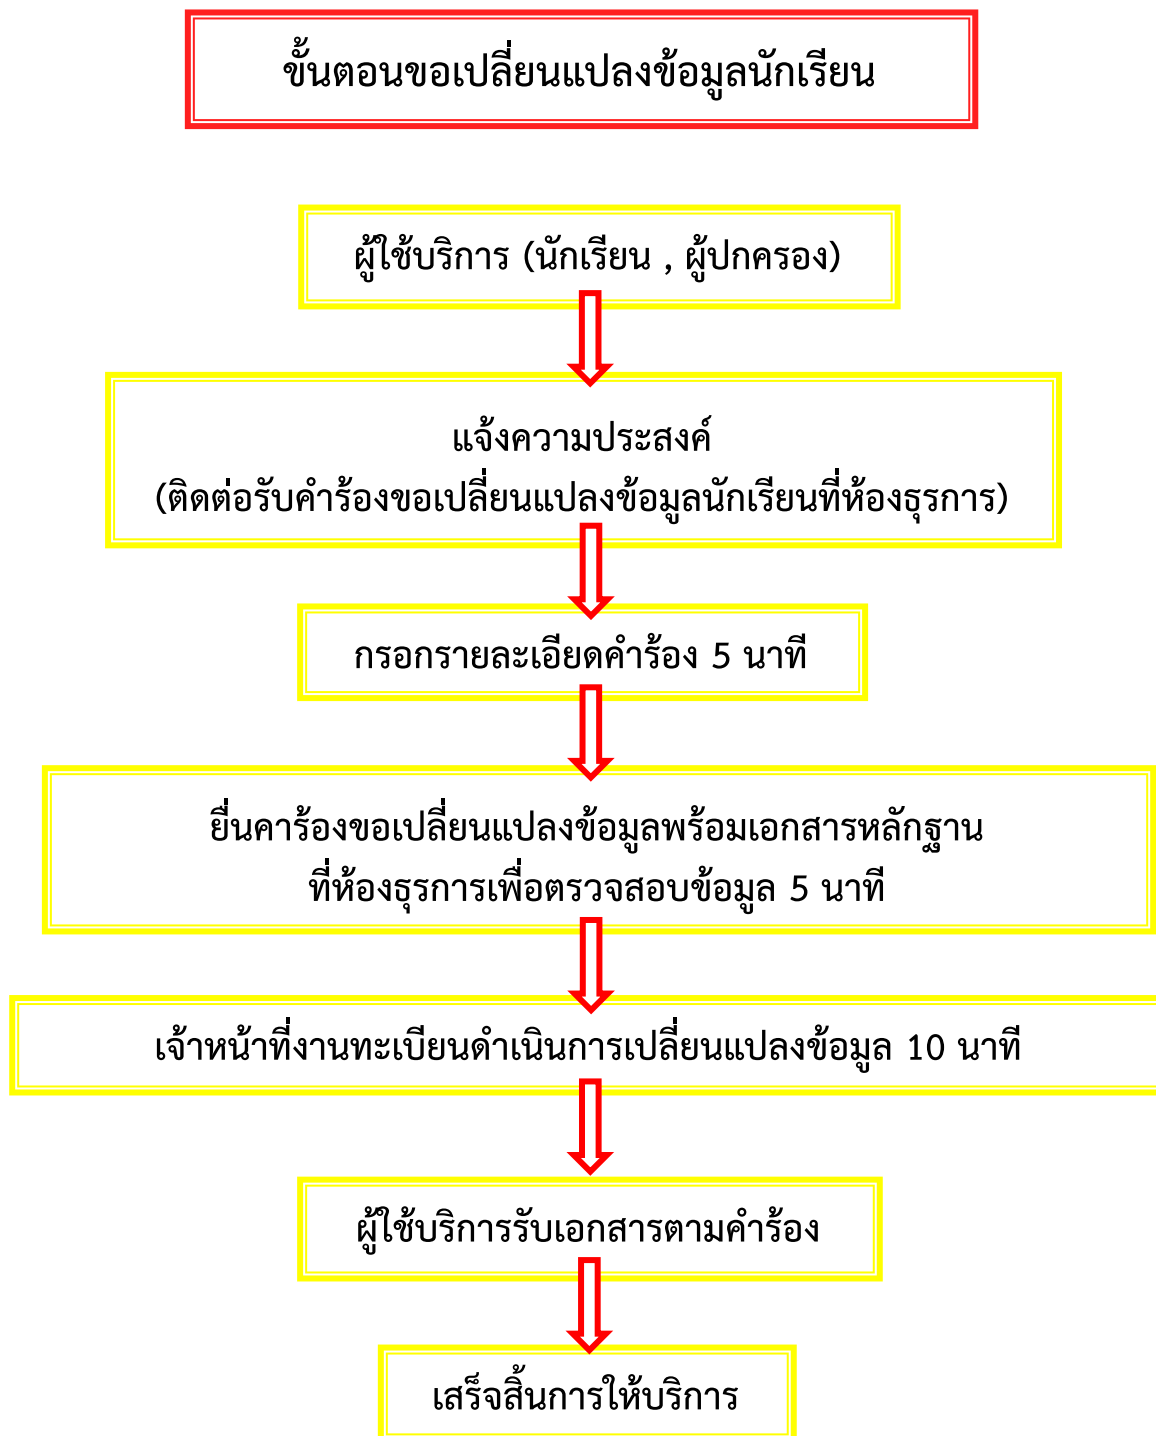 ขั้นตอนขอเปลี่ยนแปลงข้อมูลนักเรียน
ผู้ใช้บริการ (นักเรียน , ผู้ปกครอง)
แจ้งความประสงค์
(ติดต่อรับคำร้องขอเปลี่ยนแปลงข้อมูลนักเรียนที่ห้องธุรการ)
กรอกรายละเอียดคำร้อง 5 นาที
ยื่นคาร้องขอเปลี่ยนแปลงข้อมูลพร้อมเอกสารหลักฐาน
ที่ห้องธุรการเพื่อตรวจสอบข้อมูล 5 นาที
เจ้าหน้าที่งานทะเบียนดำเนินการเปลี่ยนแปลงข้อมูล 10 นาที
ผู้ใช้บริการรับเอกสารตามคำร้อง
เสร็จสิ้นการให้บริการ